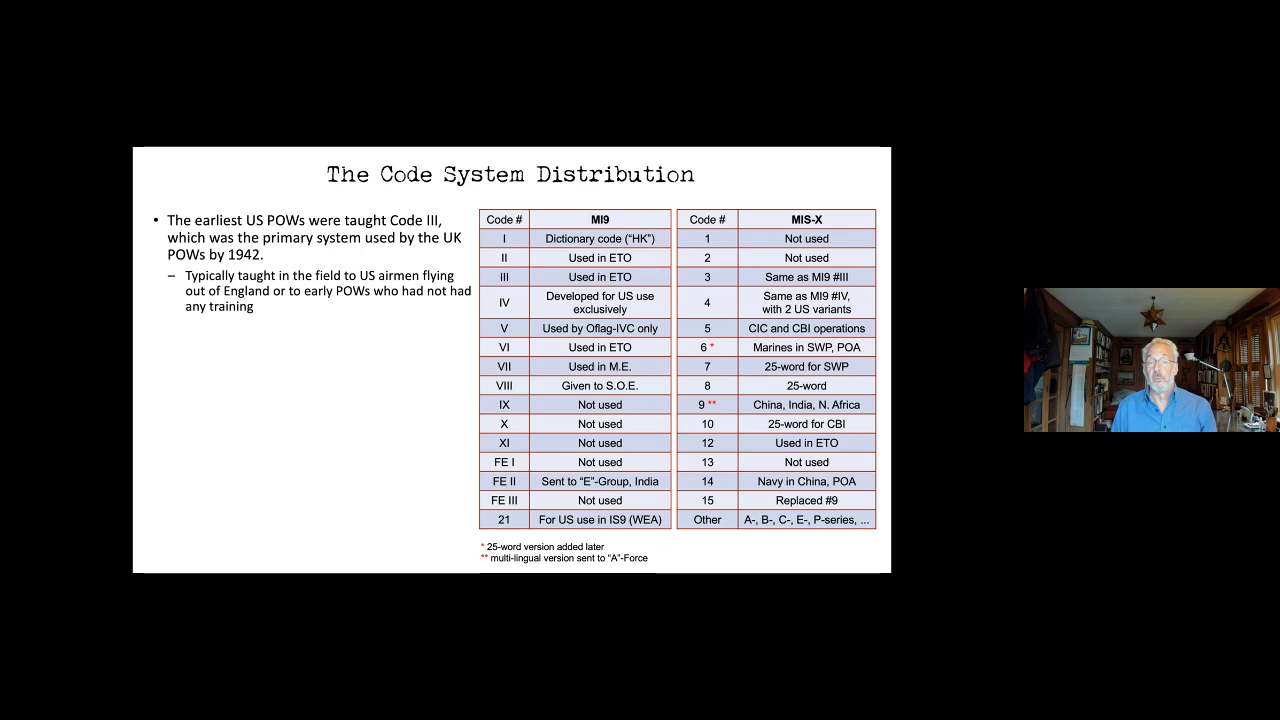 The Code System Distribution
• The earliest US POWs were taught Code III,
which was the primary system used by the UK
POWs by 1942.
– Typically taught in the field to US airmen flying
out of England or to early POWs who had not had
any training
Code # MI9
I Dictionary code (“HK”)
II Used in ETO
III Used in ETO
IV Developed for US use
exclusively
V Used by Oflag-IVC only
VI Used in ETO
VII Used in M.E.
VIII Given to S.O.E.
IX Not used
X Not used
XI Not used
FE I Not used
FE II Sent to “E”-Group, India
FE III Not used
21 For US use in IS9 (WEA)
Code # MIS-X
1 Not used
2 Not used
3 Same as MI9 #III
4 Same as MI9 #IV,
with 2 US variants
5 CIC and CBI operations
6 * Marines in SWP, POA
7 25-word for SWP
8 25-word
9 ** China, India, N. Africa
10 25-word for CBI
12 Used in ETO
13 Not used
14 Navy in China, POA
15 Replaced #9
Other A-, B-, C-, E-, P-series, ...
* 25-word version added later
** multi-lingual version sent to “A”-Force